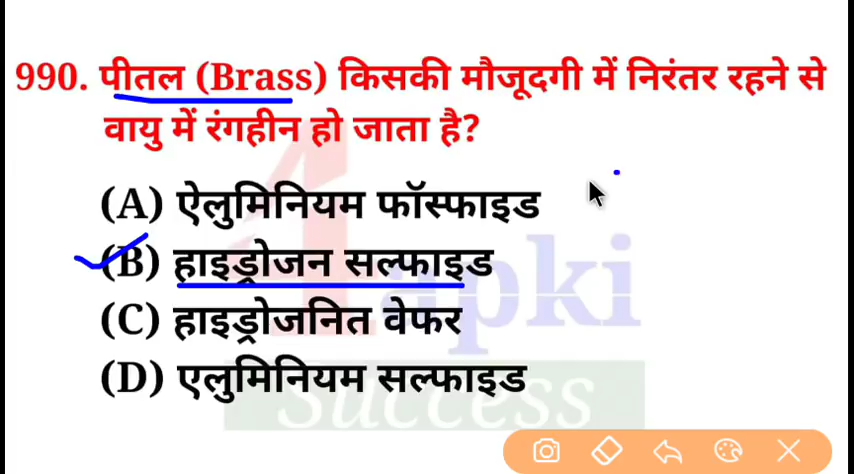 990. पीतल (Brass) किसकी मौजूदगी में निरंतर रहने से
वायु में रंगहीन हो जाता है?
(A) ऐलुमिनियम फॉस्फाइड
(B) हाइड्रोजन सल्फाइड
(C) हाइड्रोजनित वेफर
(D) एलुमिनियम सल्फाइड
apki
Success